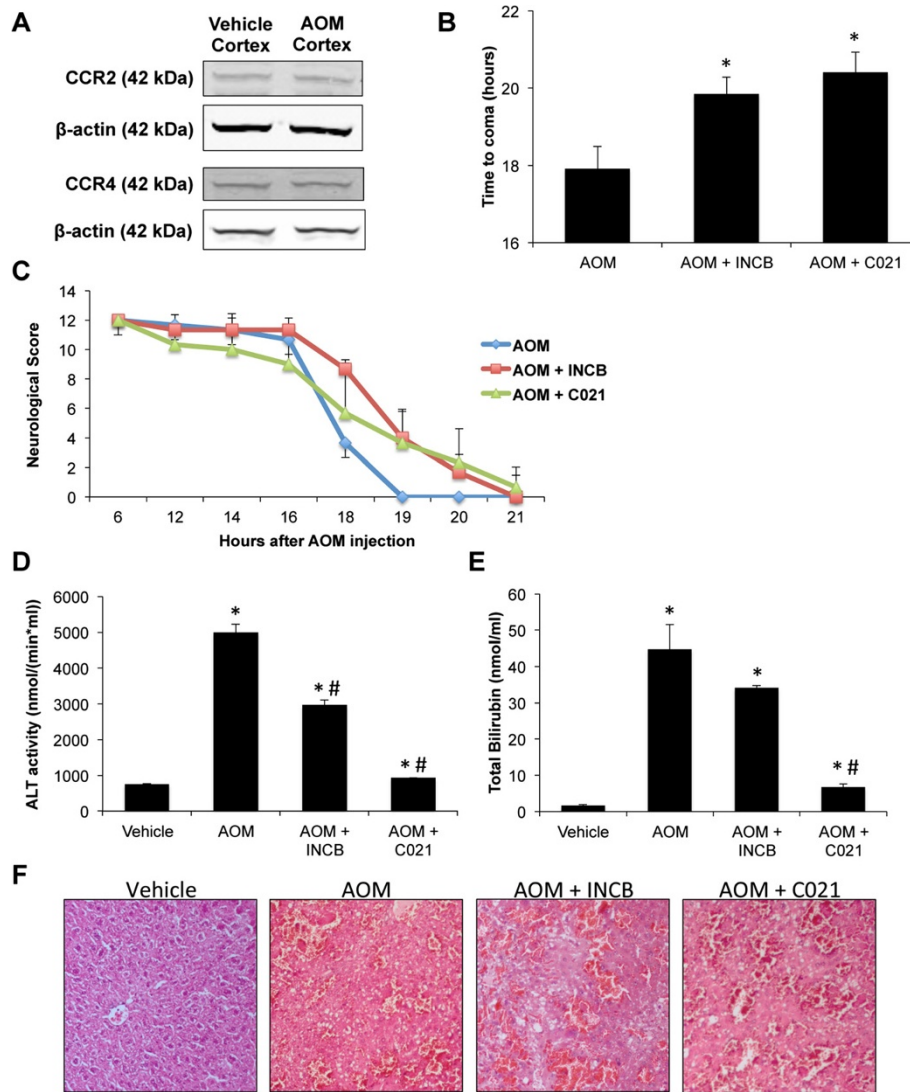 A
Vehicle Cortex
AOM Cortex
CCR2 (42 kDa)
β-actin (42 kDa)
CCR4 (42 kDa)
β-actin (42 kDa)
B
Time to coma (hours)
22
20
18
16
AOM
AOM + INCB
AOM + C021
*
*
C
Neurological Score
14
12
10
8
6
4
2
0
6 12 14 16 18 19 20 21
Hours after AOM injection
AOM
AOM + INCB
AOM + C021
D
ALT activity (nmol/(min*ml))
6000
5000
4000
3000
2000
1000
0
*
* #
* #
Vehicle
AOM
AOM + INCB
AOM + C021
E
Total Bilirubin (nmol/ml)
60
50
40
30
20
10
0
*
*
* #
Vehicle
AOM
AOM + INCB
AOM + C021
F
Vehicle
AOM
AOM + INCB
AOM + C021